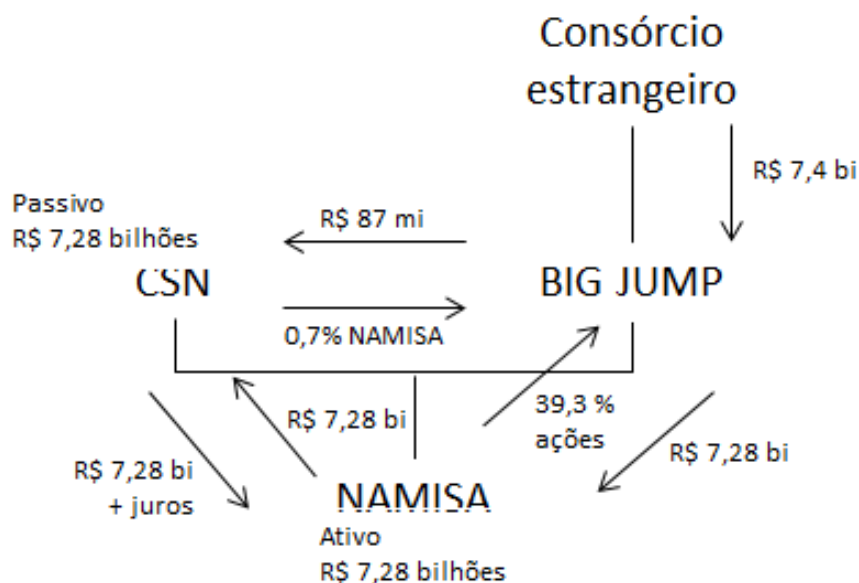 Consórcio
estrangeiro
R$ 7,4 bi
Passivo
R$ 7,28 bilhões
R$ 87 mi
CSN
BIG JUMP
0,7% NAMISA
R$ 7,28 bi
39,3 %
ações
R$ 7,28 bi
R$ 7,28 bi
+ juros
NAMISA
Ativo
R$ 7,28 bilhões